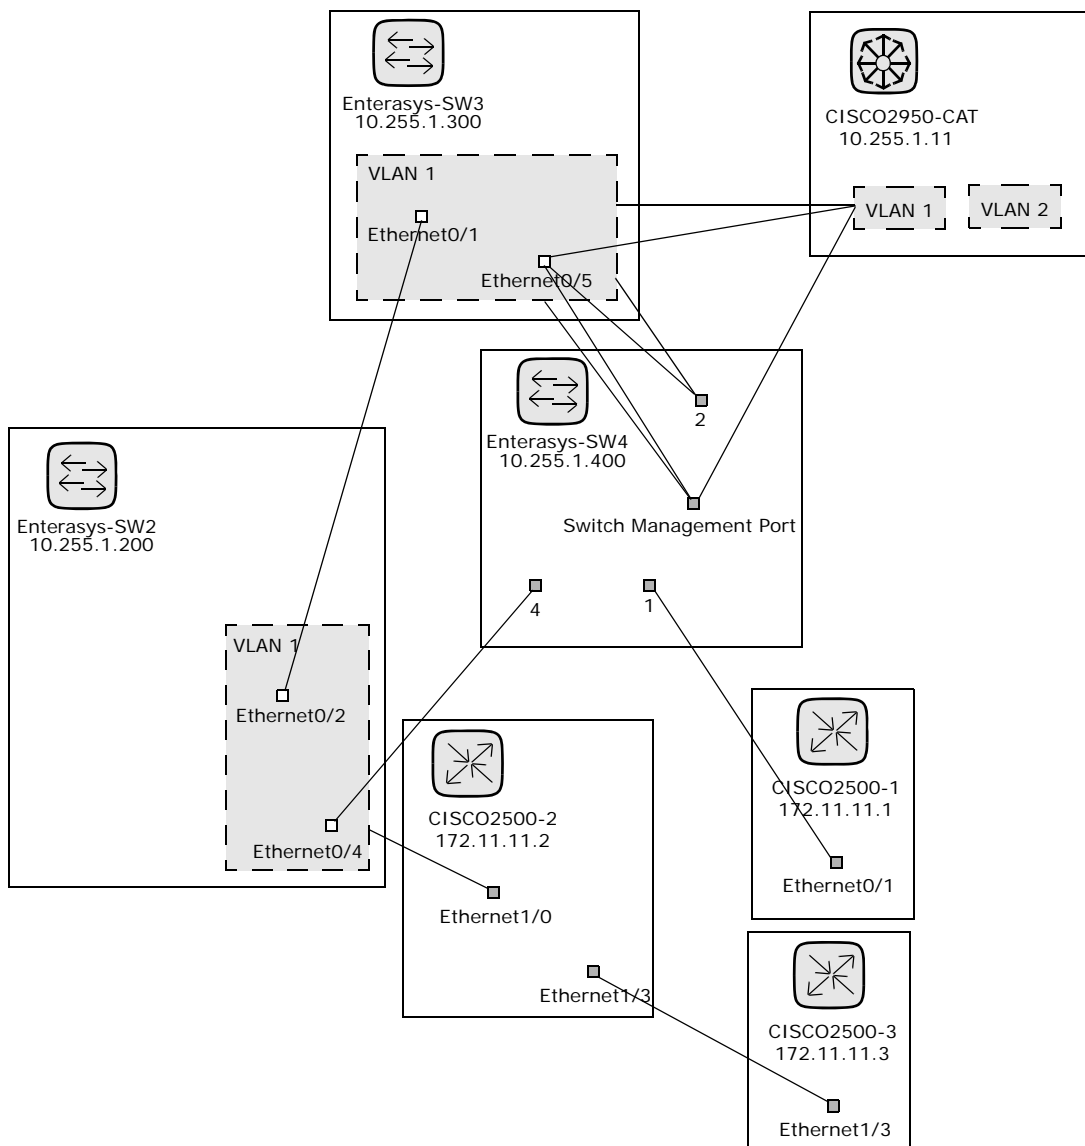 Enterasys-SW3
10.255.1.300
VLAN 1
Ethernet0/1
Ethernet0/5
CISCO2950-CAT
10.255.1.11
VLAN 1
VLAN 2
Enterasys-SW4
10.255.1.400
2
Switch Management Port
4
1
Enterasys-SW2
10.255.1.200
VLAN 1
Ethernet0/2
Ethernet0/4
CISCO2500-2
172.11.11.2
Ethernet1/0
Ethernet1/3
CISCO2500-1
172.11.11.1
Ethernet0/1
CISCO2500-3
172.11.11.3
Ethernet1/3